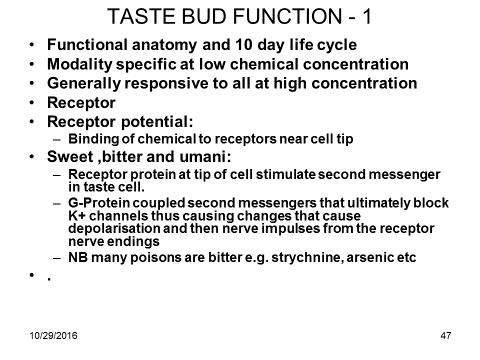 TASTE BUD FUNCTION - 1
• Functional anatomy and 10 day life cycle
• Modality specific at low chemical concentration
• Generally responsive to all at high concentration
• Receptor
• Receptor potential:
– Binding of chemical to receptors near cell tip
• Sweet ,bitter and umani:
– Receptor protein at tip of cell stimulate second messenger
in taste cell.
– G-Protein coupled second messengers that ultimately block
K+ channels thus causing changes that cause
depolarisation and then nerve impulses from the receptor
nerve endings
– NB many poisons are bitter e.g. strychnine, arsenic etc
• .
10/29/2016
47